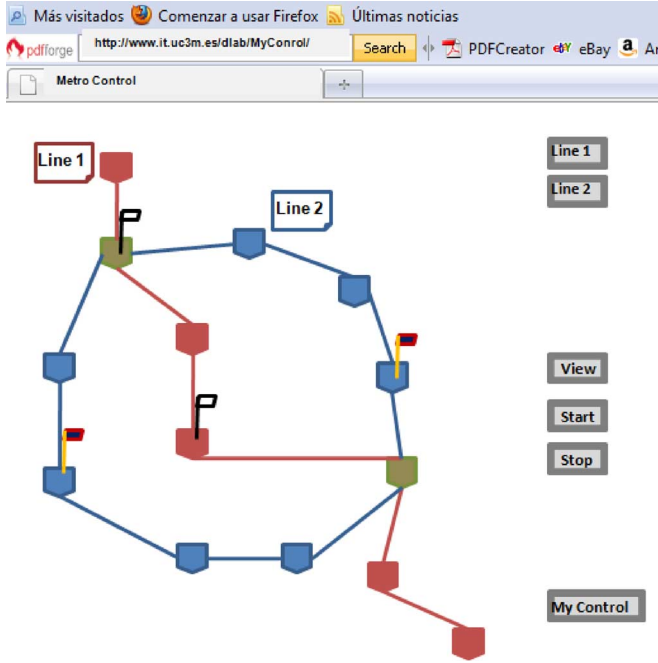 Más visitados Comenzar a usar Firefox Últimas noticias
pdfforge http://www.it.uc3m.es/dlab/MyConrol/ Search PDFCreator eBay
Metro Control
Line 1
Line 2
Line 1
Line 2
View
Start
Stop
My Control